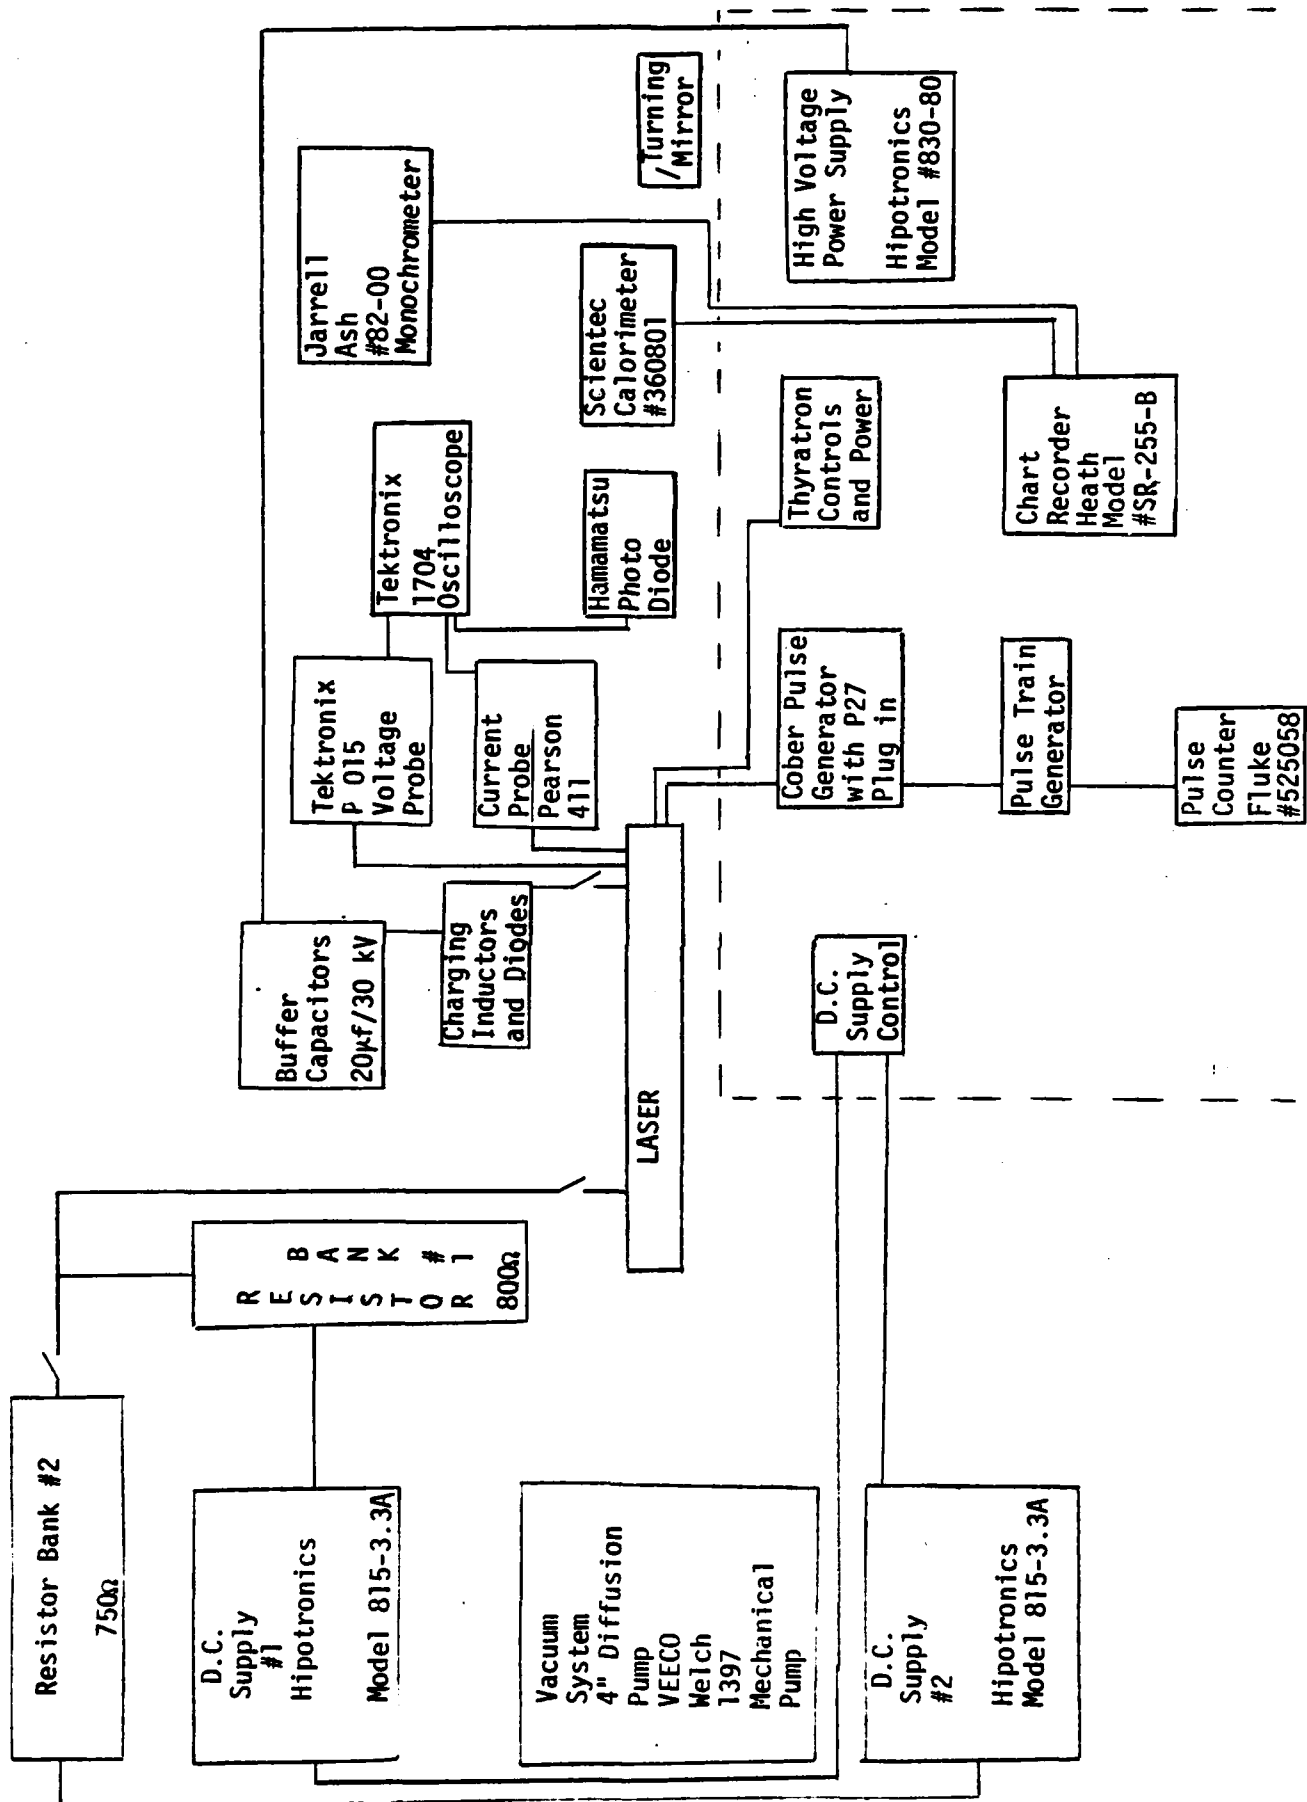 Resistor Bank #2
750Ω
D.C.
Supply
#1
Hipotronics
Model 815-3.3A
R
E
S
I
S
T
O
R
B
A
N
K
#
1
800Ω
Buffer
Capacitors
20μf/30 kV
Tektronix
P 015
Voltage
Probe
Jarrell
Ash
#82-00
Monochrometer
Tektronix
1704
Oscilloscope
Charging
Inductors
and Diodes
Current
Probe
Pearson
411
Vacuum
System
4" Diffusion
Pump
VEECO
Welch
1397
Mechanical
Pump
LASER
Hamamatsu
Photo
Diode
Scientec
Calorimeter
#360801
/Turning
/Mirror
D.C.
Supply
#2
Hipotronics
Model 815-3.3A
D.C.
Supply
Control
Cober Pulse
Generator
with P27
Plug in
Thyratron
Controls
and Power
High Voltage
Power Supply
Hipotronics
Model #830-80
Pulse Train
Generator
Chart
Recorder
Heath
Model
#SR-255-B
Pulse
Counter
Fluke
#525058